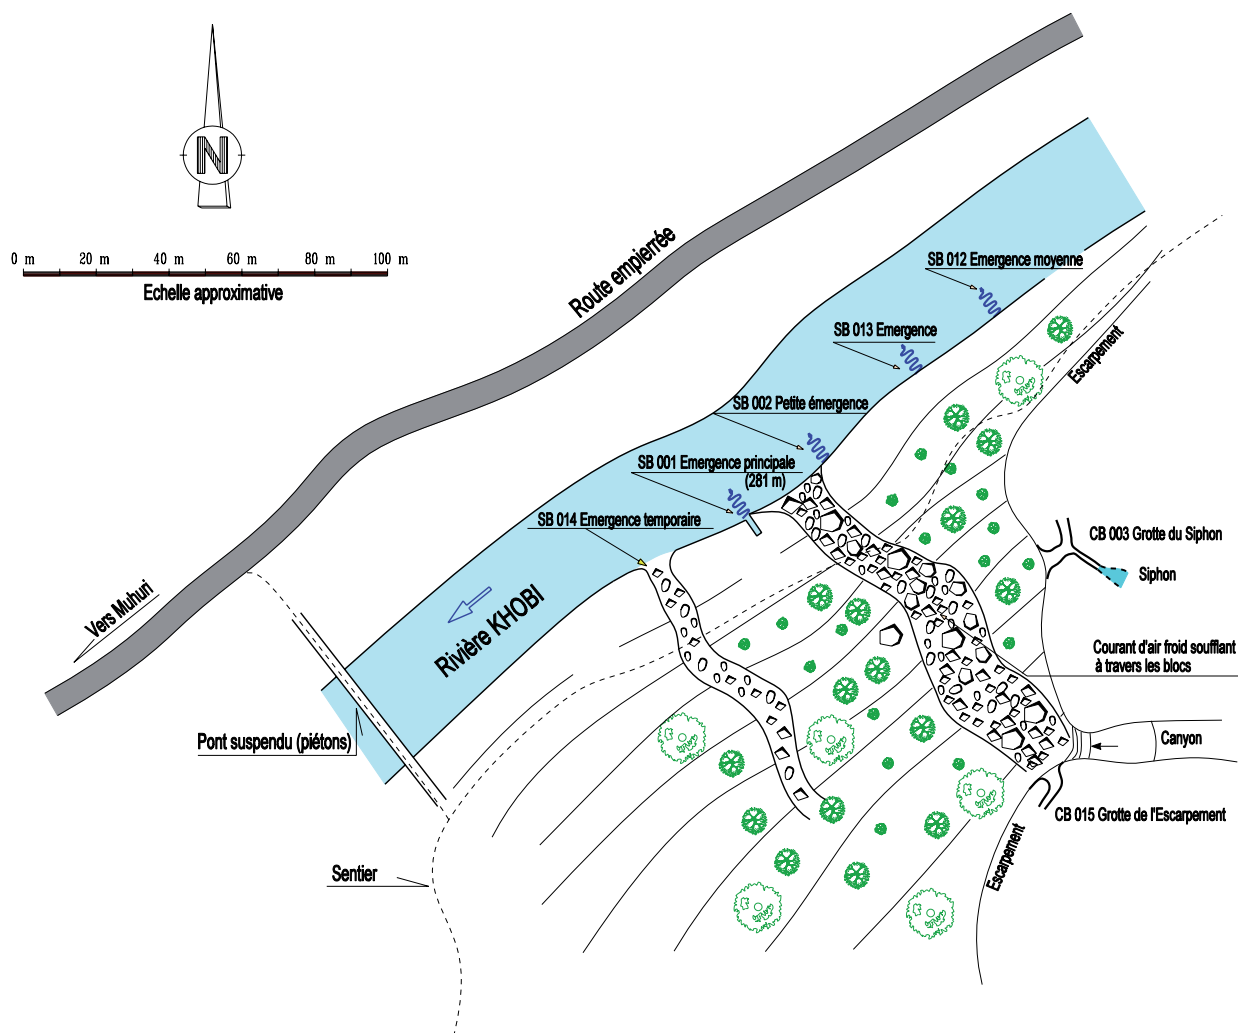 N
0 m 20 m 40 m 60 m 80 m 100 m
Echelle approximative
Route empierrée
SB 012 Emergence moyenne
SB 013 Emergence
Escarpement
SB 002 Petite émergence
SB 001 Emergence principale
(281 m)
SB 014 Emergence temporaire
CB 003 Grotte du Siphon
Siphon
Vers Muhuri
Rivière KHOBI
Courant d'air froid soufflant
à travers les blocs
Pont suspendu (piétons)
Canyon
CB 015 Grotte de l'Escarpement
Escarpement
Sentier